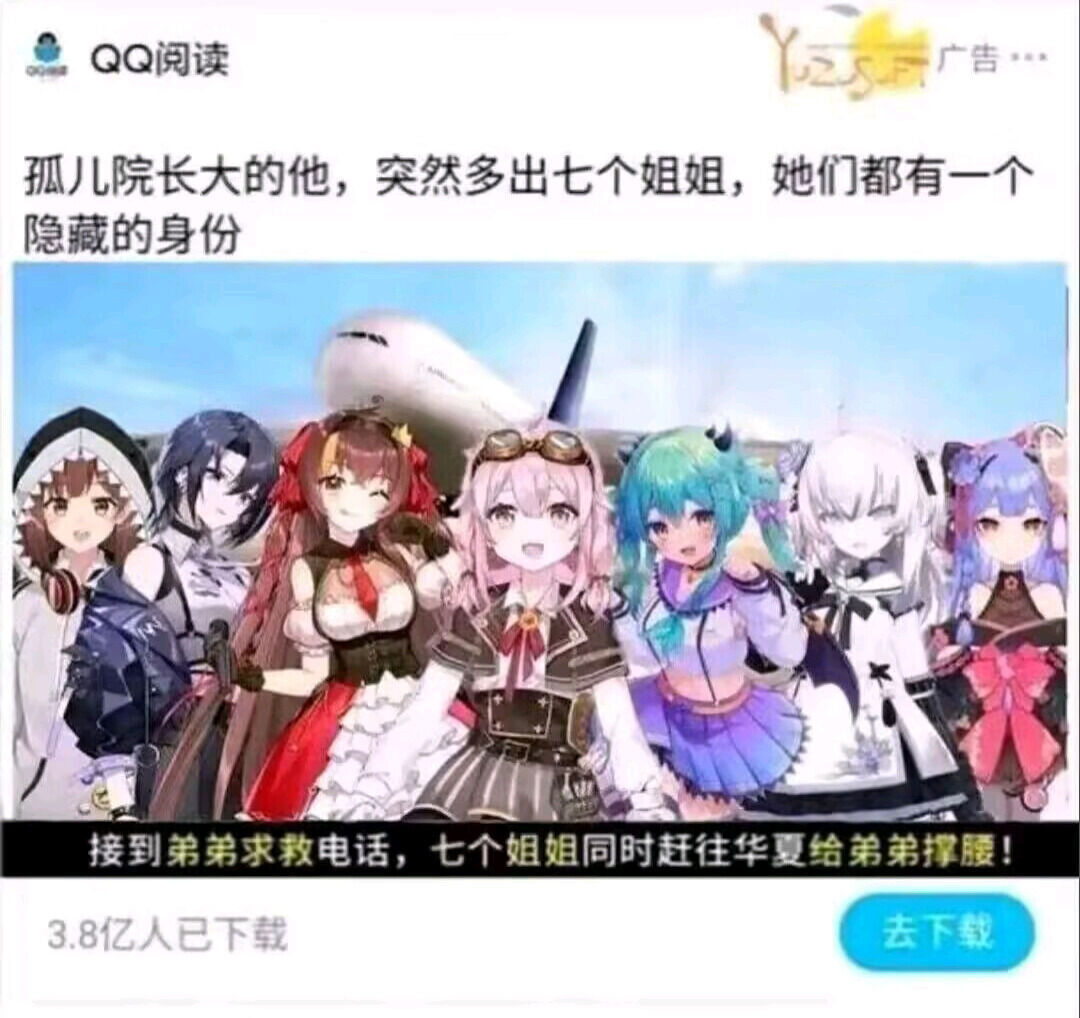 QQ阅读
YuzuSoft
广告
孤儿院长大的他，突然多出七个姐姐，她们都有一个
隐藏的身份
接到弟弟求救电话，七个姐姐同时赶往华夏给弟弟撑腰！
3.8亿人已下载
去下载